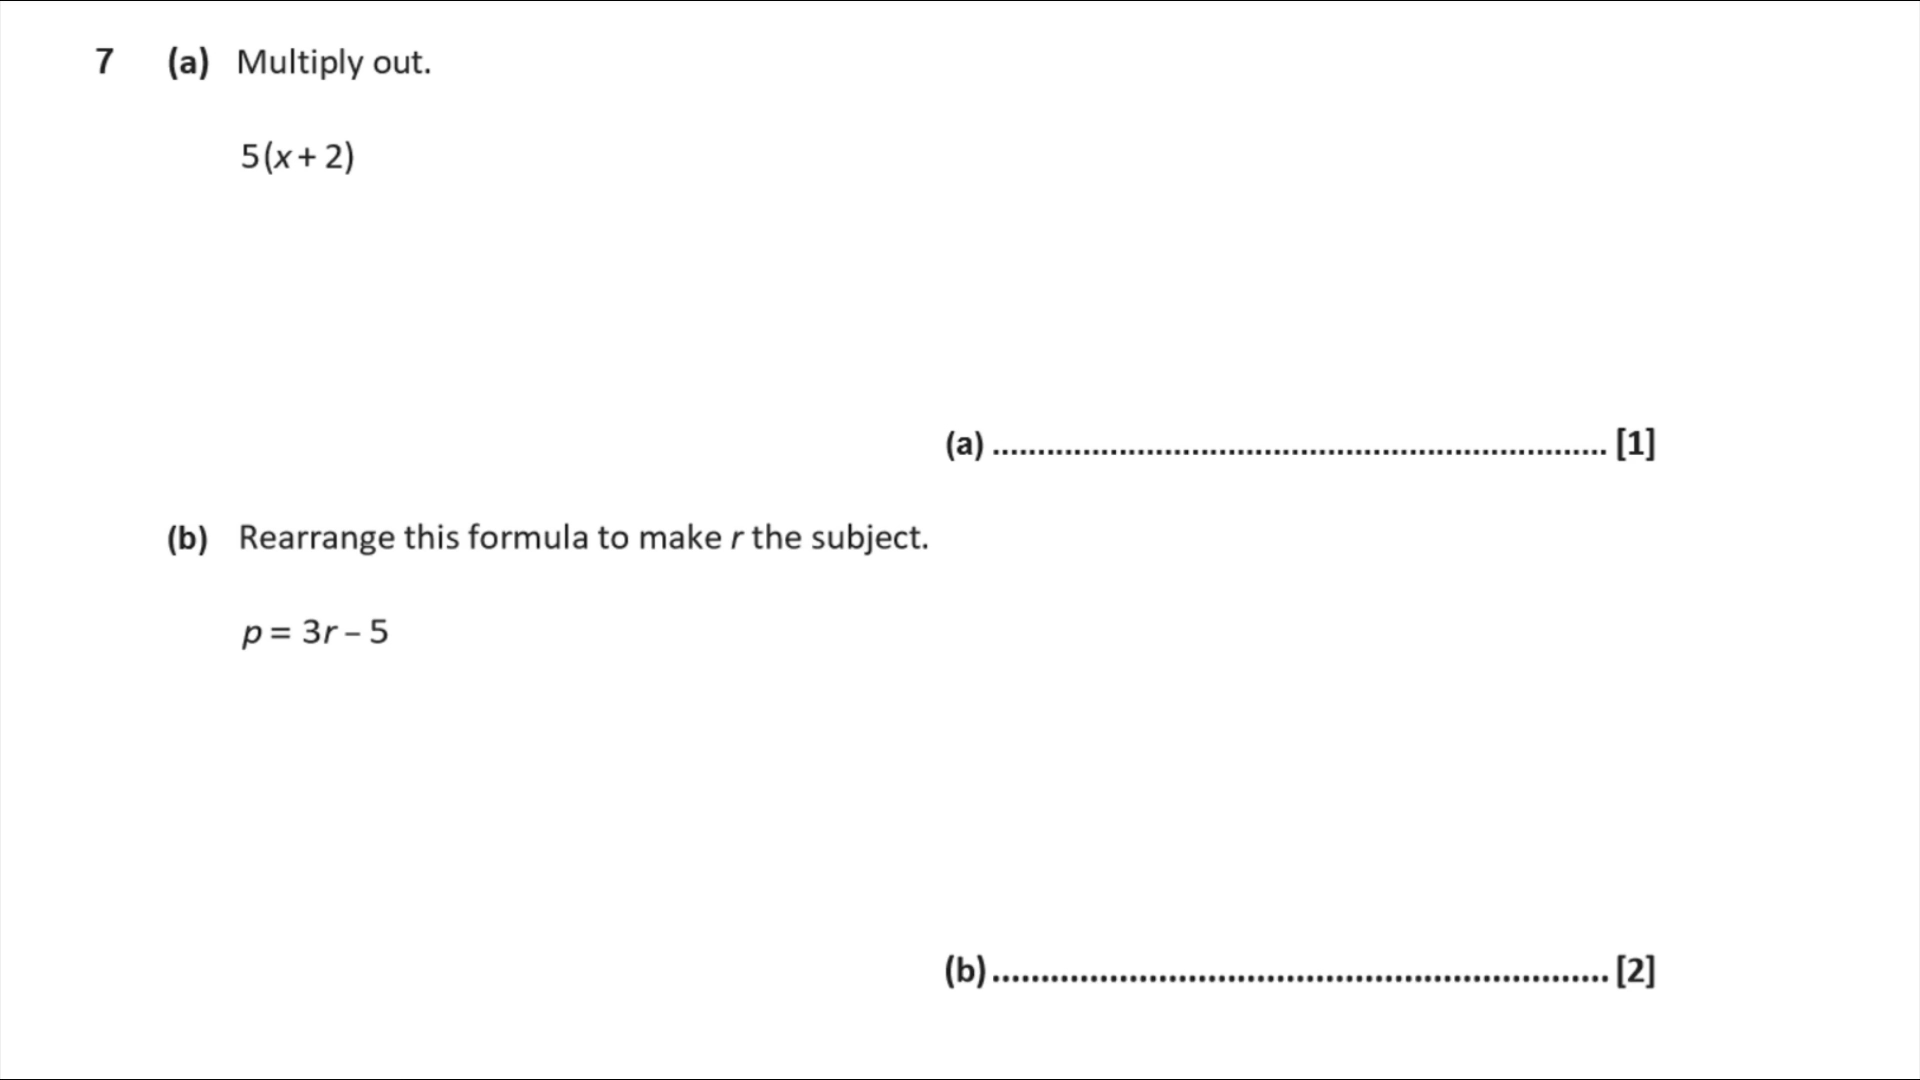 7 (a) Multiply out.
5(x + 2)
(a) ........................................................................ [1]
(b) Rearrange this formula to make r the subject.
p = 3r – 5
(b) ........................................................................ [2]